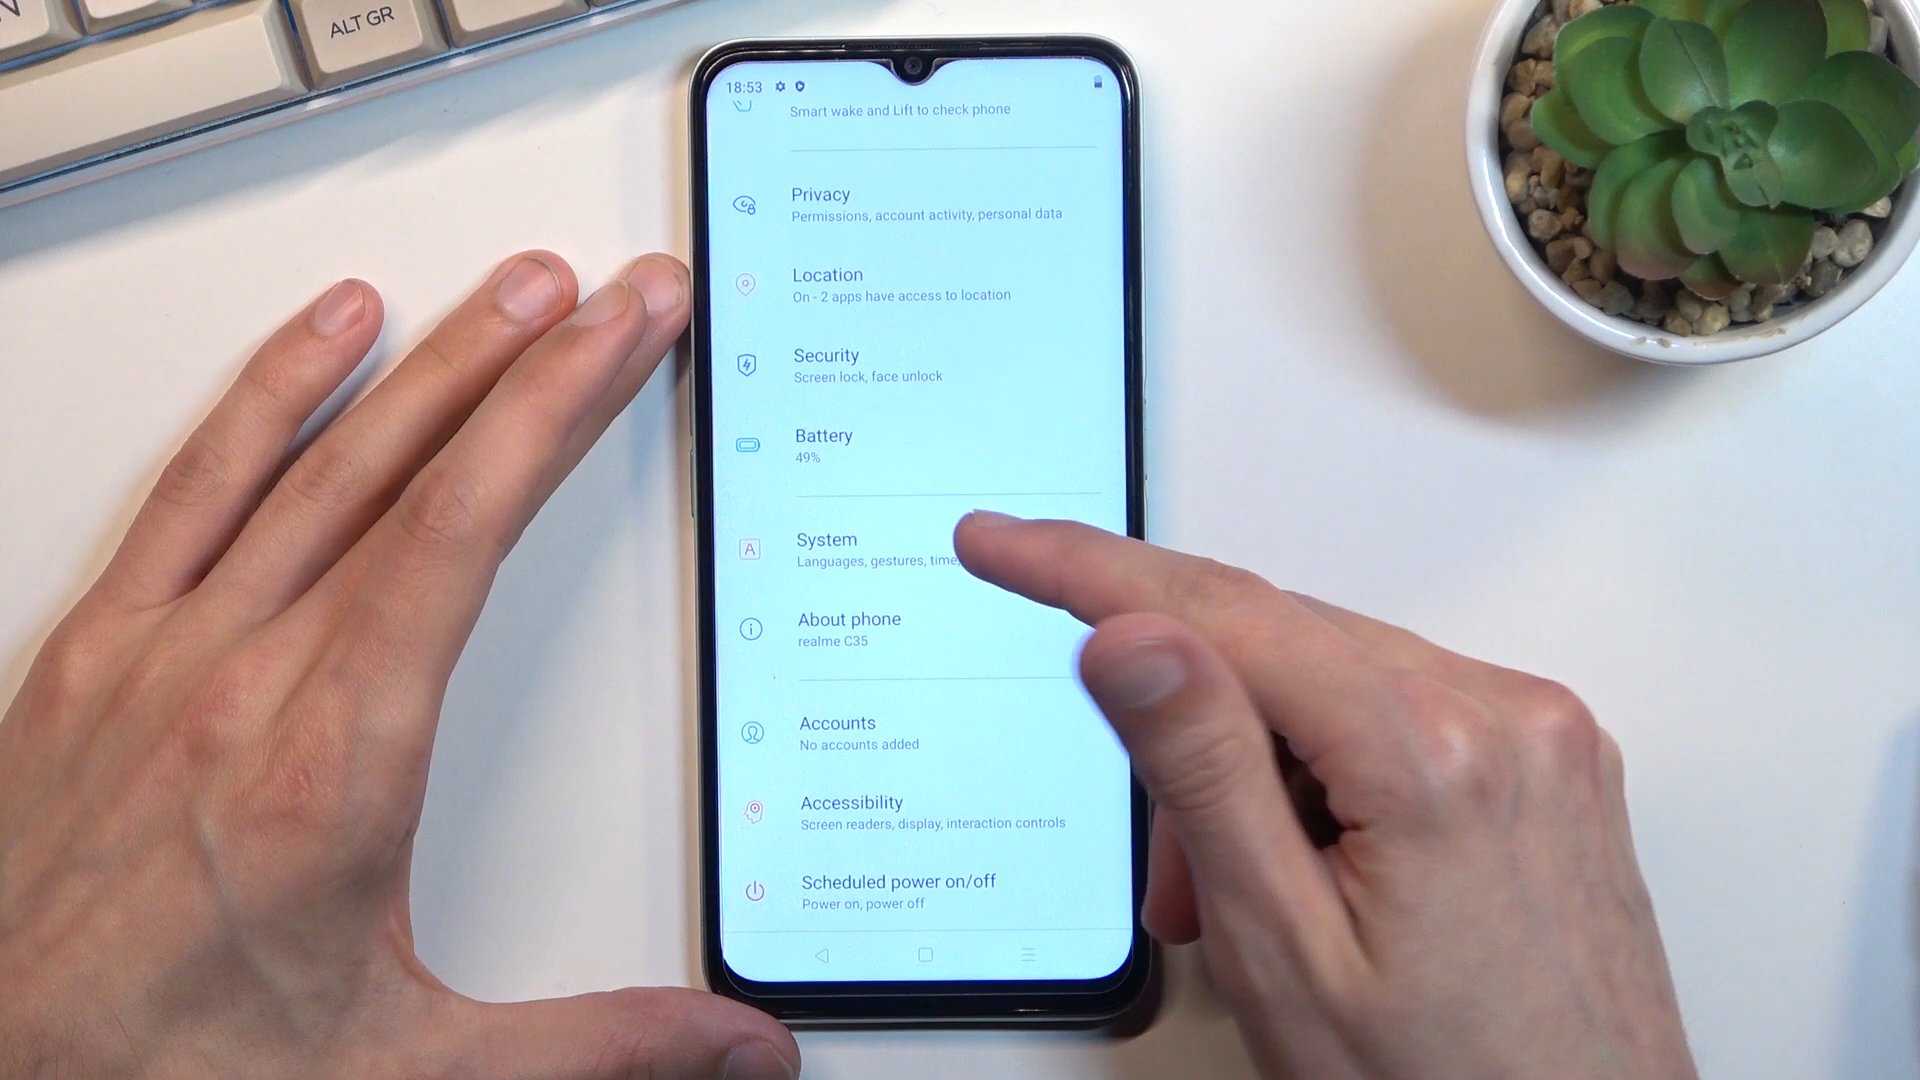 ALT GR
18:53
Smart wake and Lift to check phone
Privacy
Permissions, account activity, personal data
Location
On - 2 apps have access to location
Security
Screen lock, face unlock
Battery
49%
System
Languages, gestures, time,
About phone
realme C35
Accounts
No accounts added
Accessibility
Screen readers, display, interaction controls
Scheduled power on/off
Power on, power off